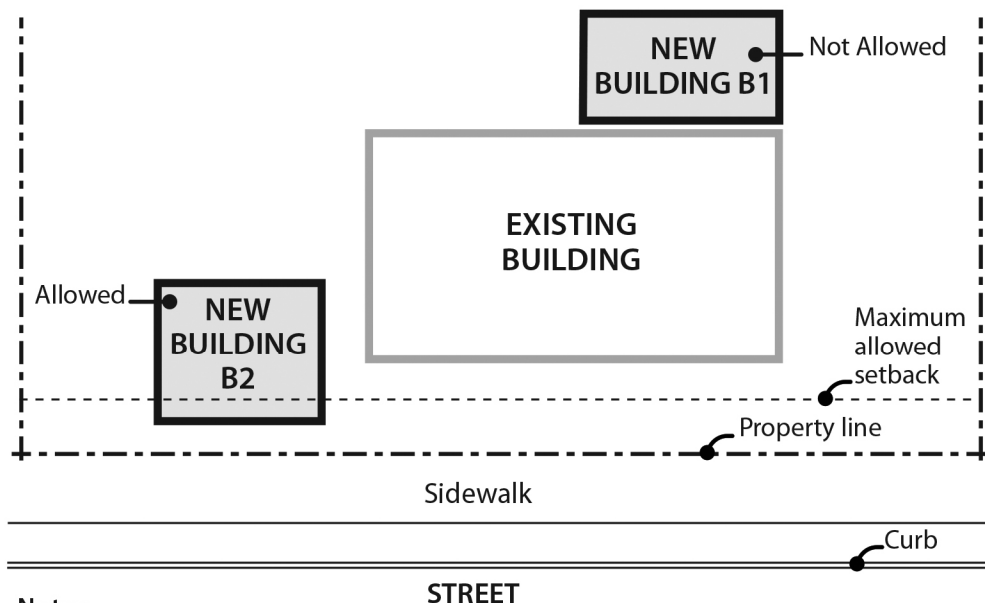 NEW
BUILDING B1
Not Allowed
EXISTING
BUILDING
Allowed
NEW
BUILDING
B2
Maximum
allowed
setback
Property line
Sidewalk
Curb
STREET